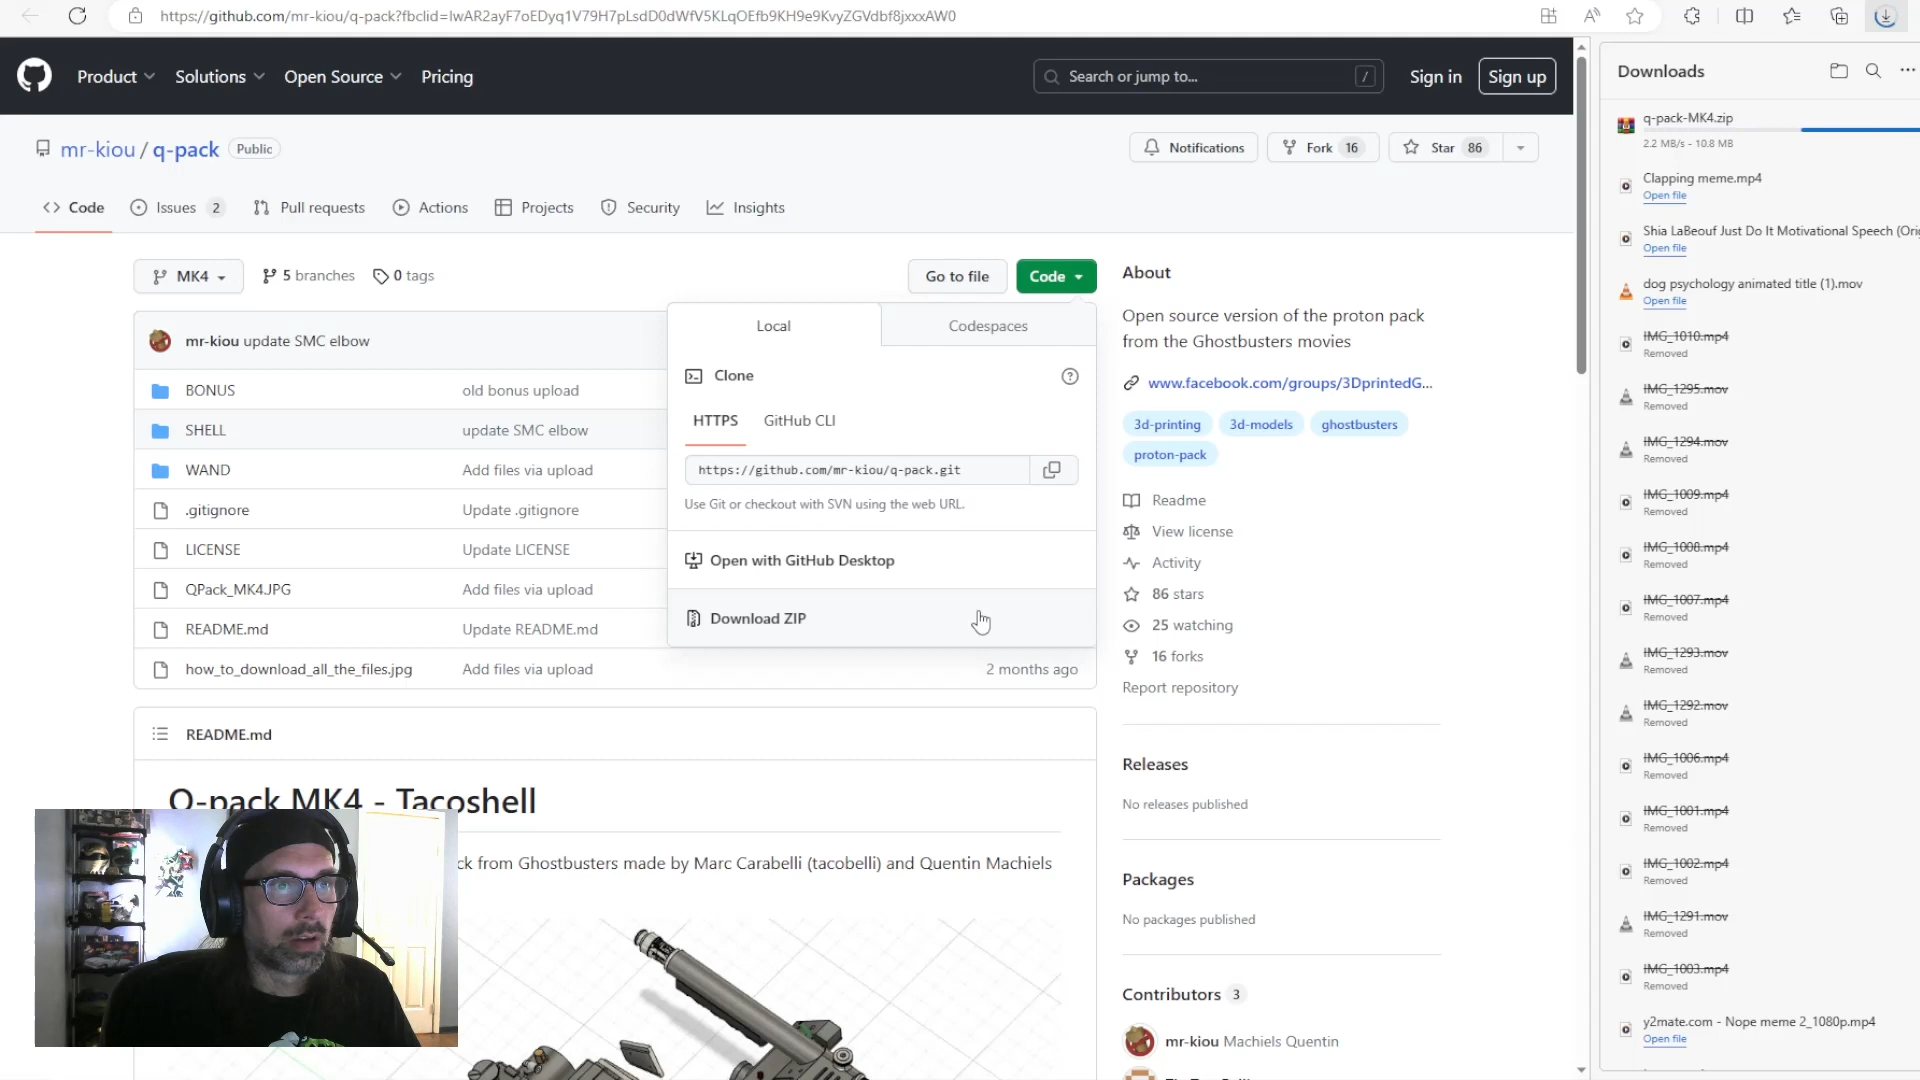 https://github.com/mr-kiou/q-pack?fbclid=IwAR2ayF7oEDyq1V79H7pLsdD0dWfV5KLqOEfb9KH9e9KvyZGVdbf8jxxxAW0
Product
Solutions
Open Source
Pricing
Search or jump to...
/
Sign in
Sign up
mr-kiou / q-pack
Public
Notifications
Fork 16
Star 86
Code
Issues 2
Pull requests
Actions
Projects
Security
Insights
MK4
5 branches
0 tags
Go to file
Code
mr-kiou update SMC elbow
BONUS
old bonus upload
SHELL
update SMC elbow
WAND
Add files via upload
.gitignore
Update .gitignore
LICENSE
Update LICENSE
QPack_MK4.JPG
Add files via upload
README.md
Update README.md
how_to_download_all_the_files.jpg
Add files via upload
2 months ago
Local
Codespaces
Clone
HTTPS
GitHub CLI
https://github.com/mr-kiou/q-pack.git
Use Git or checkout with SVN using the web URL.
Open with GitHub Desktop
Download ZIP
README.md
Q-pack MK4 - Tacoshell
ck from Ghostbusters made by Marc Carabelli (tacobelli) and Quentin Machiels
About
Open source version of the proton pack
from the Ghostbusters movies
www.facebook.com/groups/3DprintedG...
3d-printing
3d-models
ghostbusters
proton-pack
Readme
View license
Activity
86 stars
25 watching
16 forks
Report repository
Releases
No releases published
Packages
No packages published
Contributors 3
mr-kiou Machiels Quentin
Downloads
q-pack-MK4.zip
2.2 MB/s - 10.8 MB
Clapping meme.mp4
Open file
Shia LaBeouf Just Do It Motivational Speech (Orig
Open file
dog psychology animated title (1).mov
Open file
IMG_1010.mp4
Removed
IMG_1295.mov
Removed
IMG_1294.mov
Removed
IMG_1009.mp4
Removed
IMG_1008.mp4
Removed
IMG_1007.mp4
Removed
IMG_1293.mov
Removed
IMG_1292.mov
Removed
IMG_1006.mp4
Removed
IMG_1001.mp4
Removed
IMG_1002.mp4
Removed
IMG_1291.mov
Removed
IMG_1003.mp4
Removed
y2mate.com - Nope meme 2_1080p.mp4
Open file